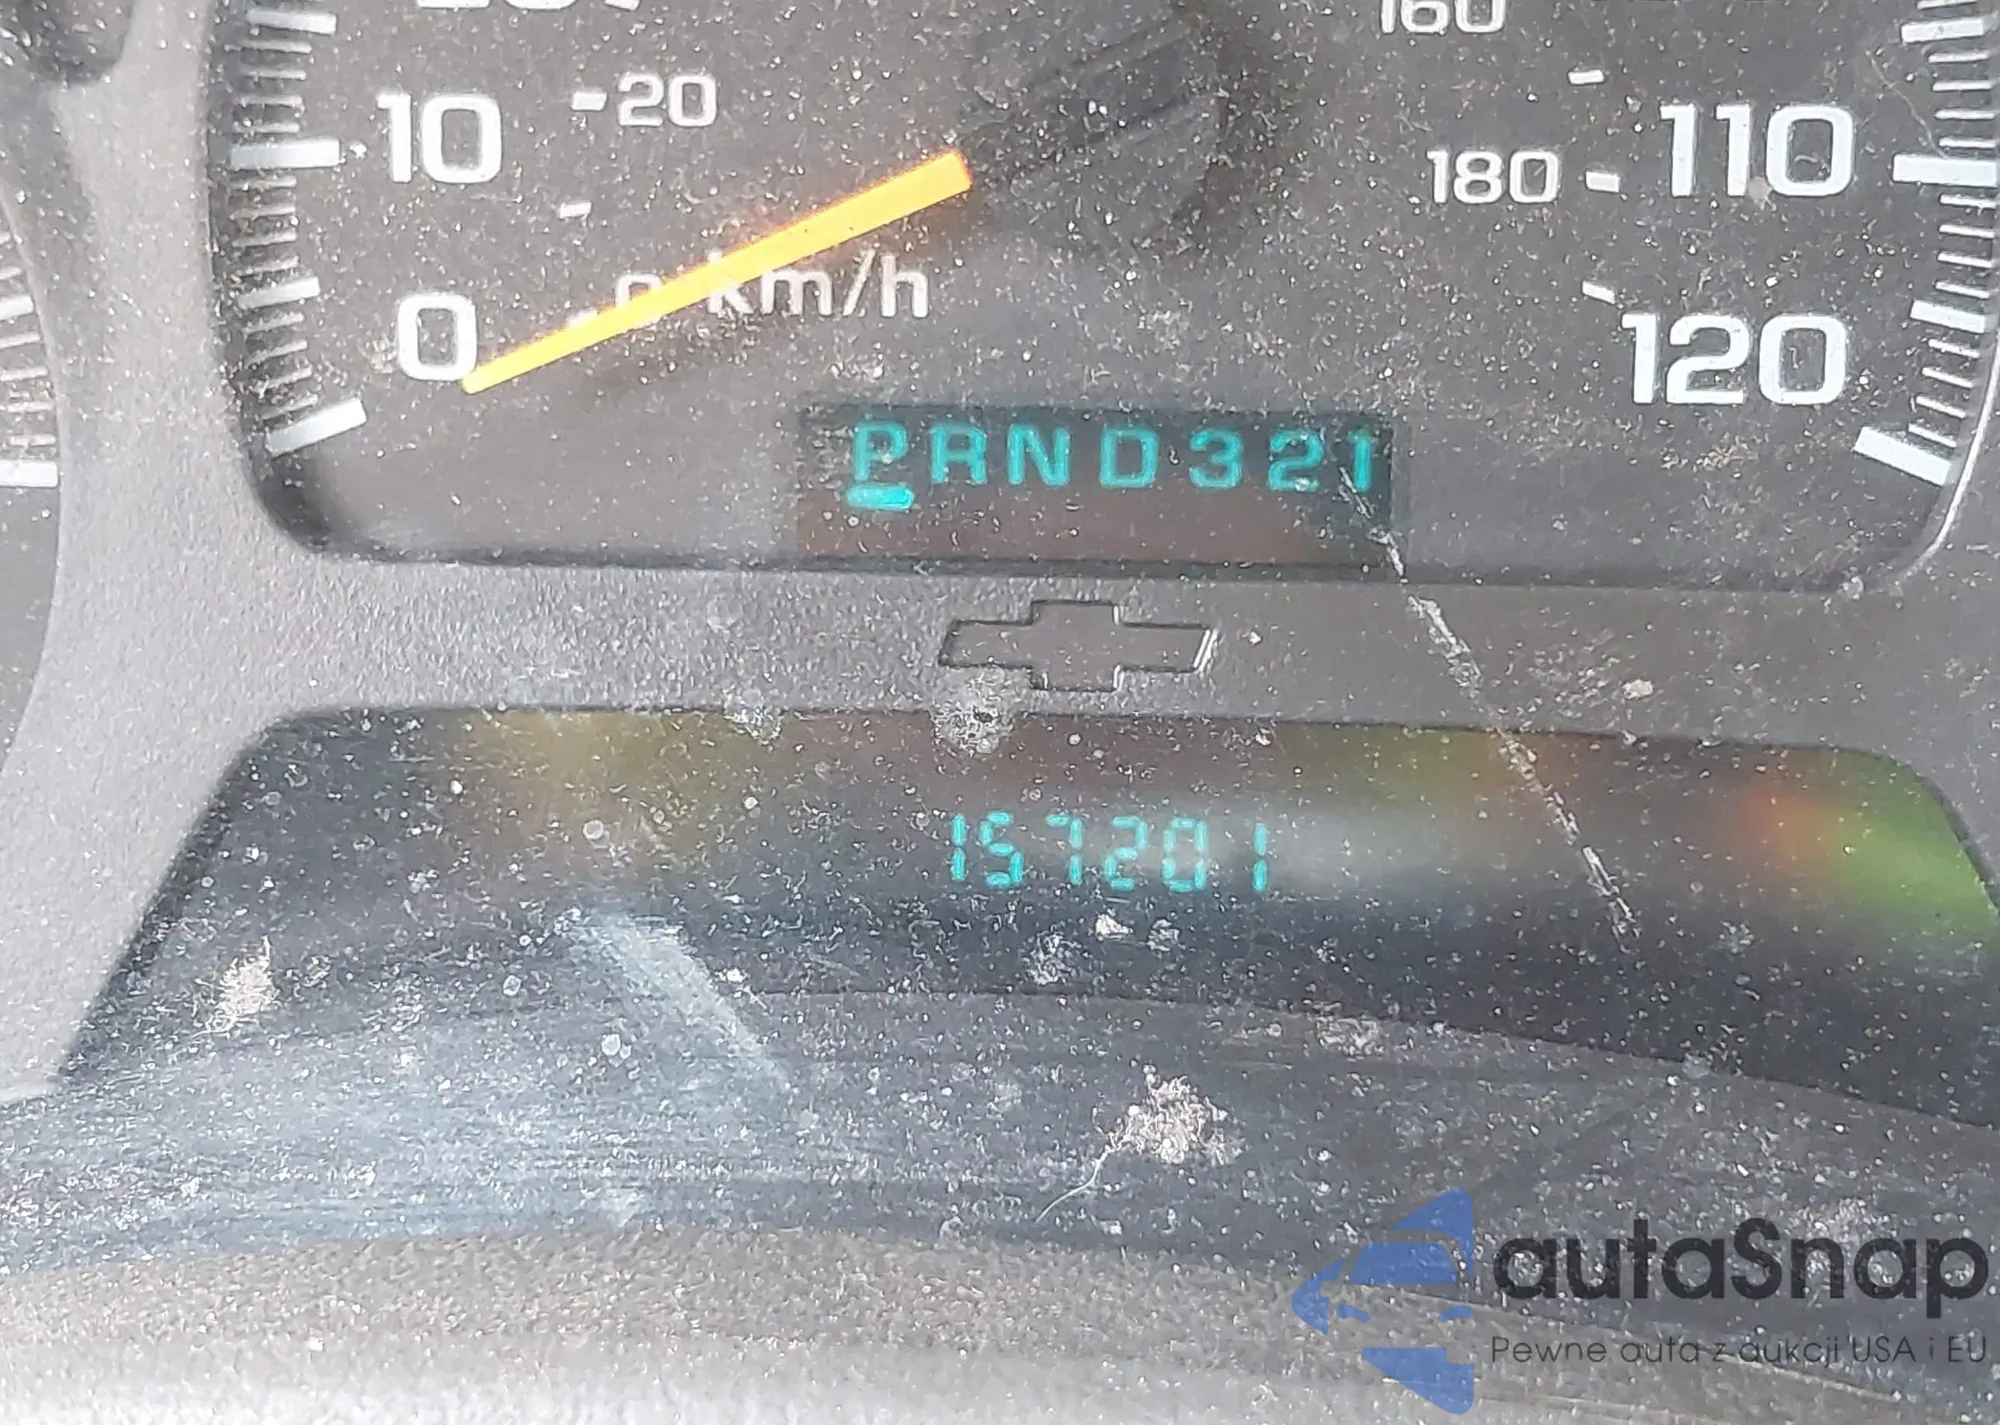 160
10 20
180 110
0 km/h
120
PRND321
157201
autaSnap
Pewne auta z aukcji USA i EU